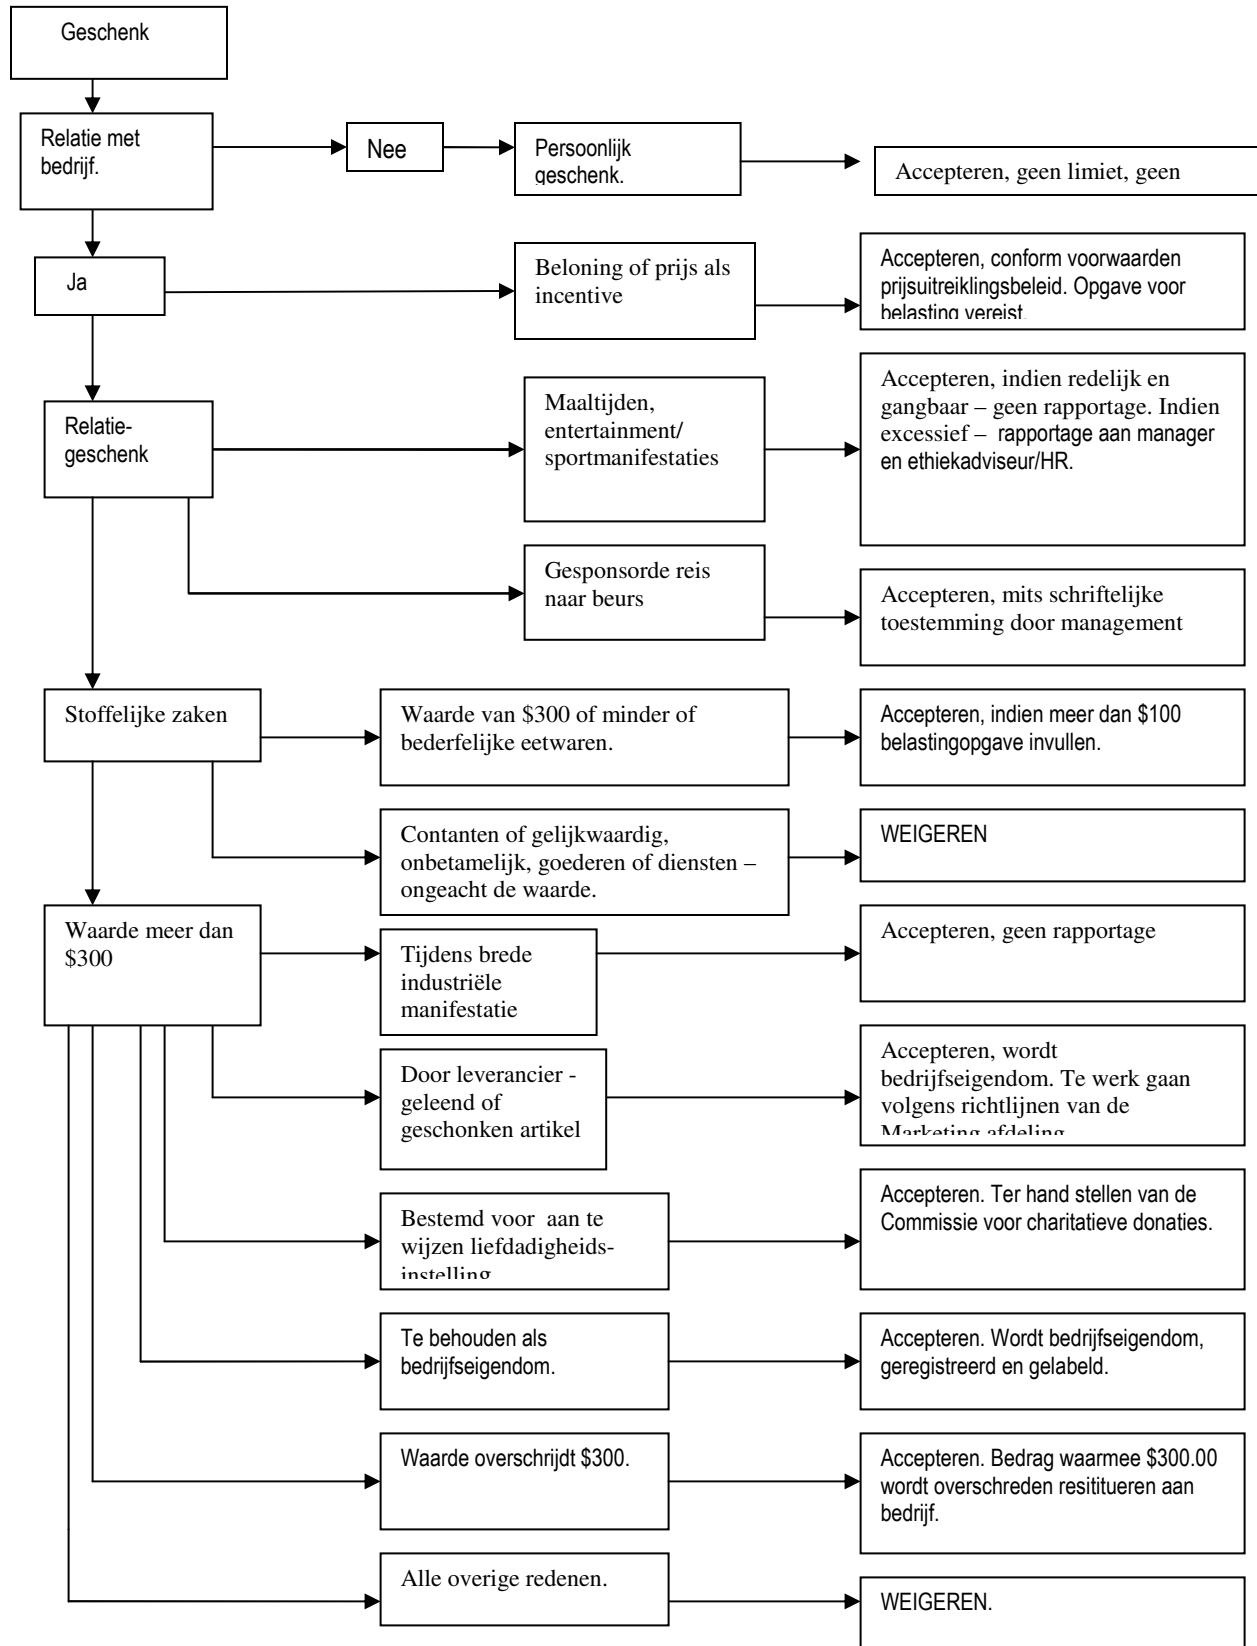 Geschenk
Relatie met
bedrijf.
Nee
Persoonlijk
geschenk.
Accepteren, geen limiet, geen
Ja
Beloning of prijs als
incentive
Accepteren, conform voorwaarden
prijsuitreiklingsbeleid. Opgave voor
belasting vereist.
Relatie-
geschenk
Maaltijden,
entertainment/
sportmanifestaties
Accepteren, indien redelijk en
gangbaar – geen rapportage. Indien
excessief – rapportage aan manager
en ethiekadviseur/HR.
Gesponsorde reis
naar beurs
Accepteren, mits schriftelijke
toestemming door management
Stoffelijke zaken
Waarde van $300 of minder of
bederfelijke eetwaren.
Accepteren, indien meer dan $100
belastingopgave invullen.
Contanten of gelijkwaardig,
onbetamelijk, goederen of diensten –
ongeacht de waarde.
WEIGEREN
Waarde meer dan
$300
Tijdens brede
industriële
manifestatie
Accepteren, geen rapportage
Door leverancier -
geleend of
geschonken artikel
Accepteren, wordt
bedrijfseigendom. Te werk gaan
volgens richtlijnen van de
Marketing afdeling
Bestemd voor aan te
wijzen liefdadigheids-
instelling
Accepteren. Ter hand stellen van de
Commissie voor charitatieve donaties.
Te behouden als
bedrijfseigendom.
Accepteren. Wordt bedrijfseigendom,
geregistreerd en gelabeld.
Waarde overschrijdt $300.
Accepteren. Bedrag waarmee $300.00
wordt overschreden resititueren aan
bedrijf.
Alle overige redenen.
WEIGEREN.